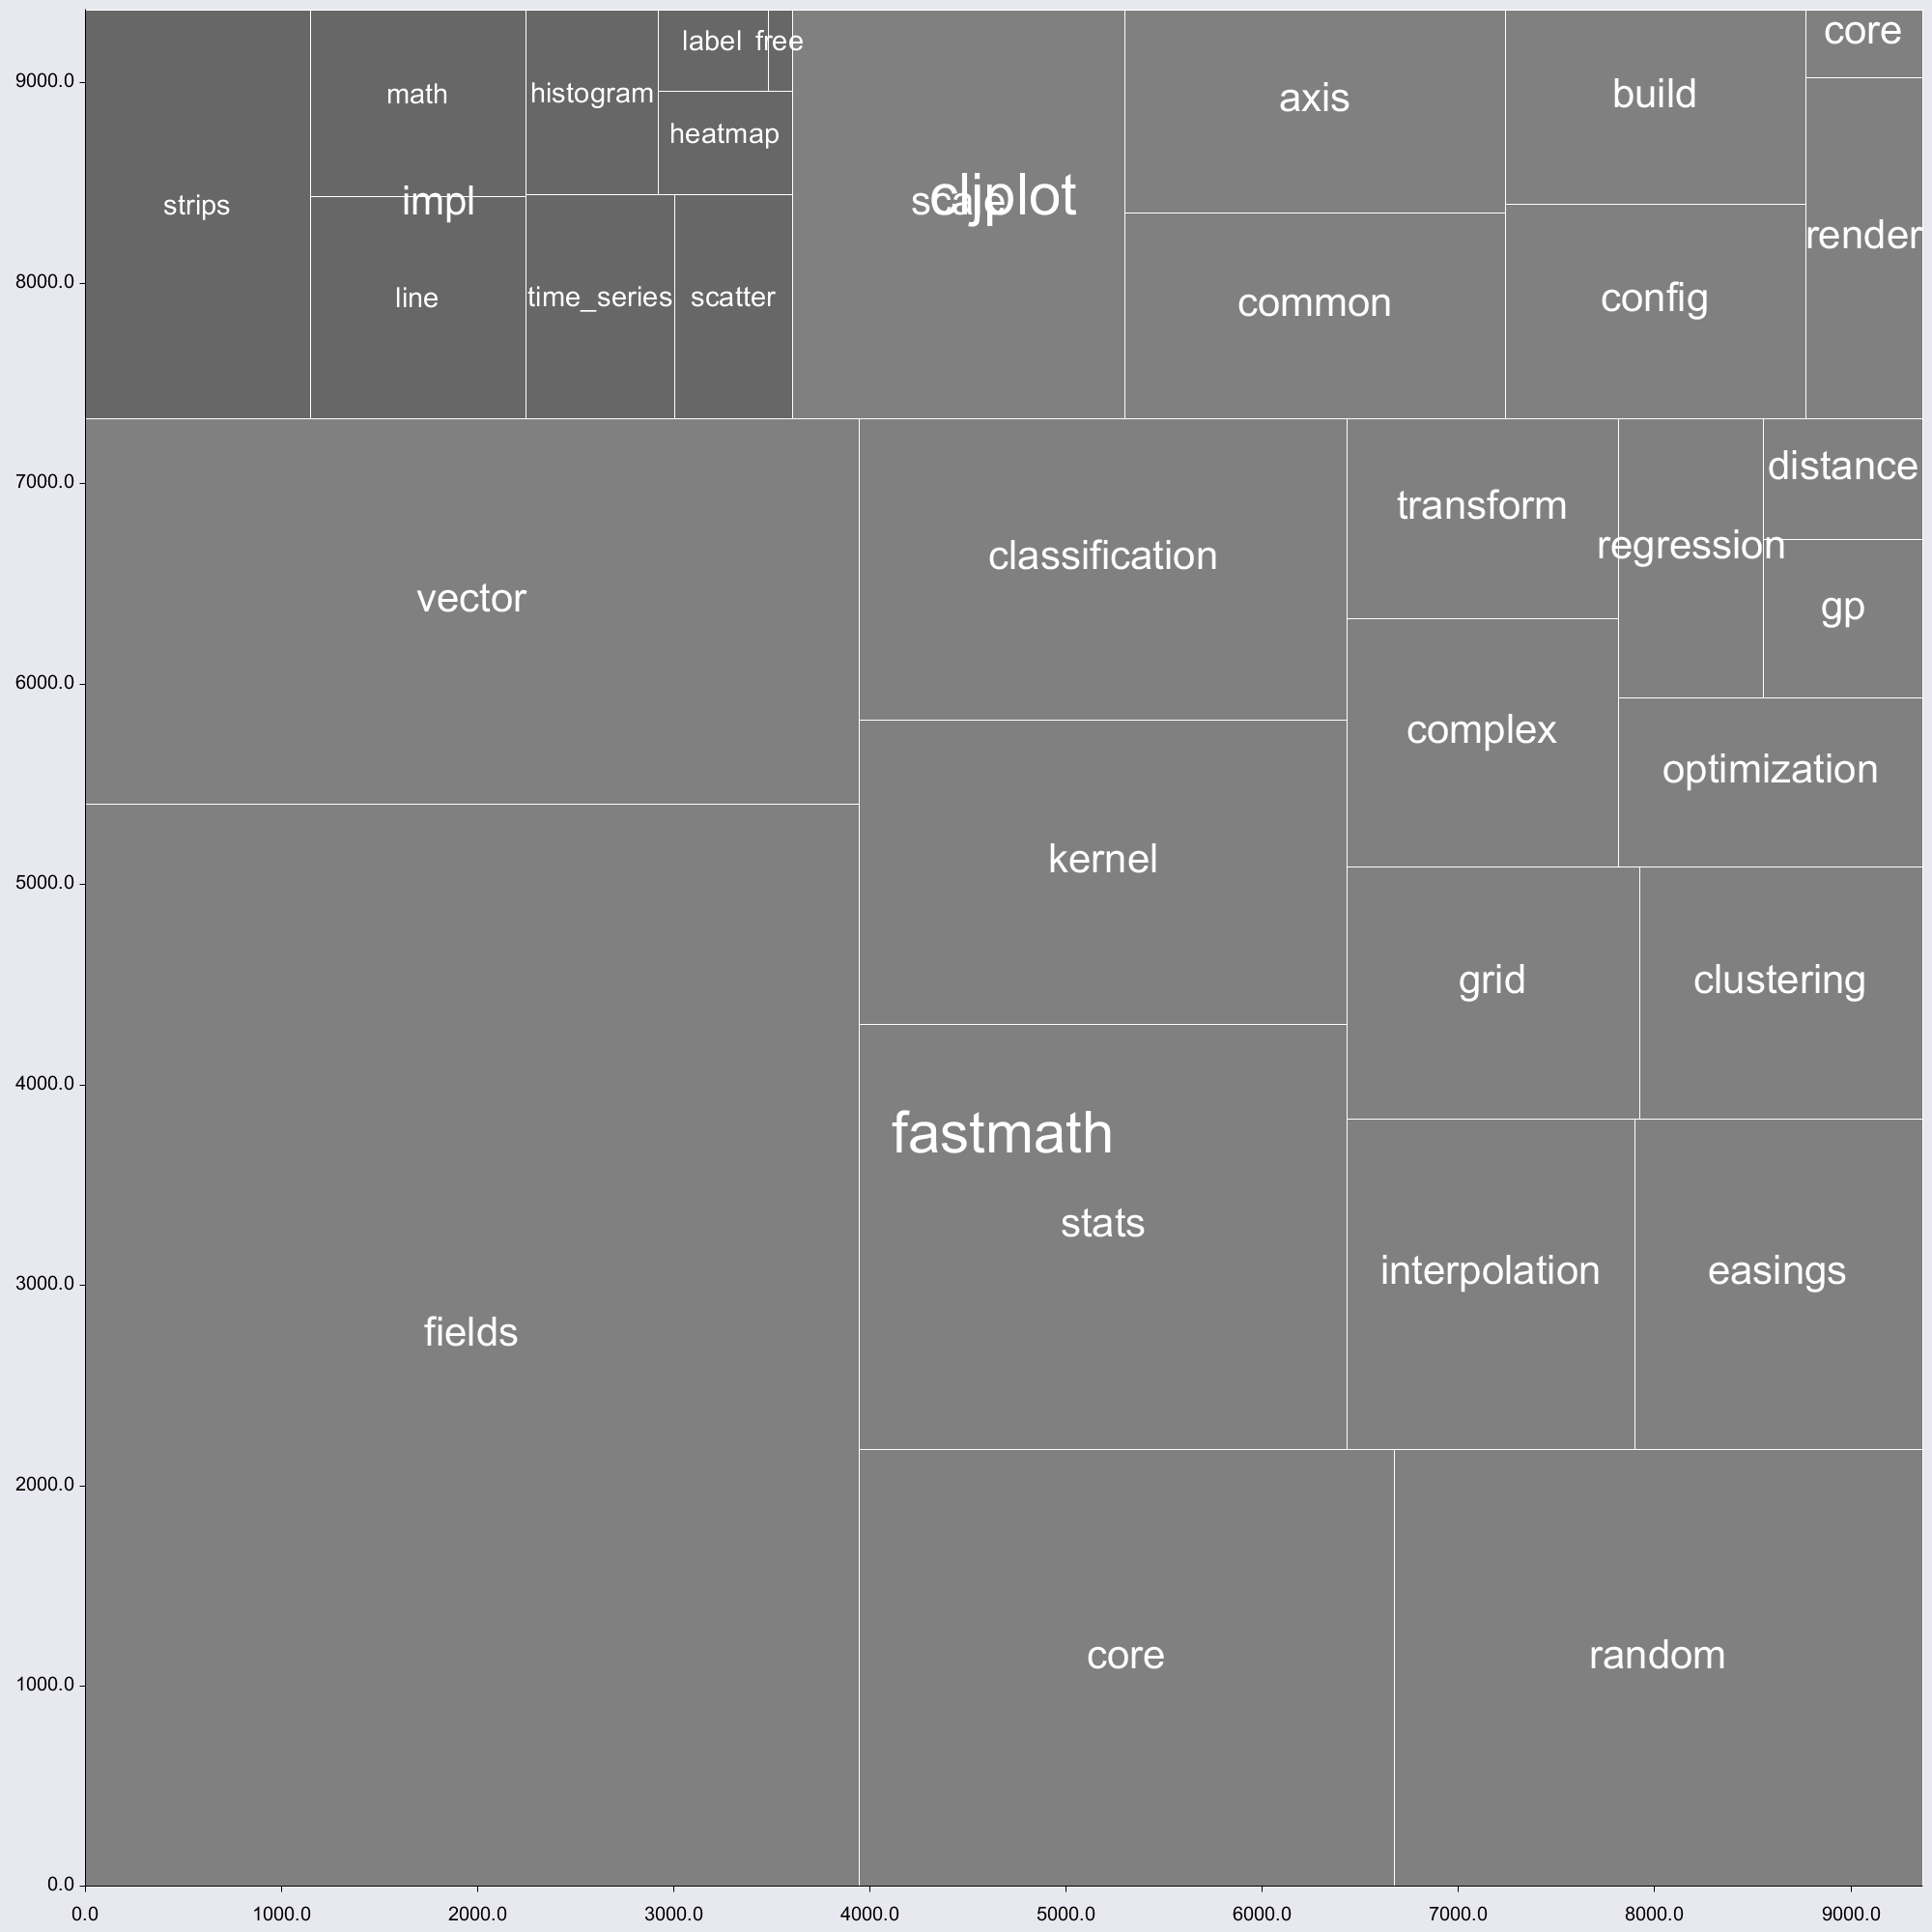 9000.0
8000.0
7000.0
6000.0
5000.0
4000.0
3000.0
2000.0
1000.0
0.0
strips
math
impl
line
histogram
label
free
heatmap
time_series
scatter
scale
cljplot
axis
common
build
config
core
render
vector
fields
classification
kernel
fastmath
stats
transform
complex
regression
distance
gp
optimization
grid
clustering
interpolation
easings
core
random
0.0 1000.0 2000.0 3000.0 4000.0 5000.0 6000.0 7000.0 8000.0 9000.0